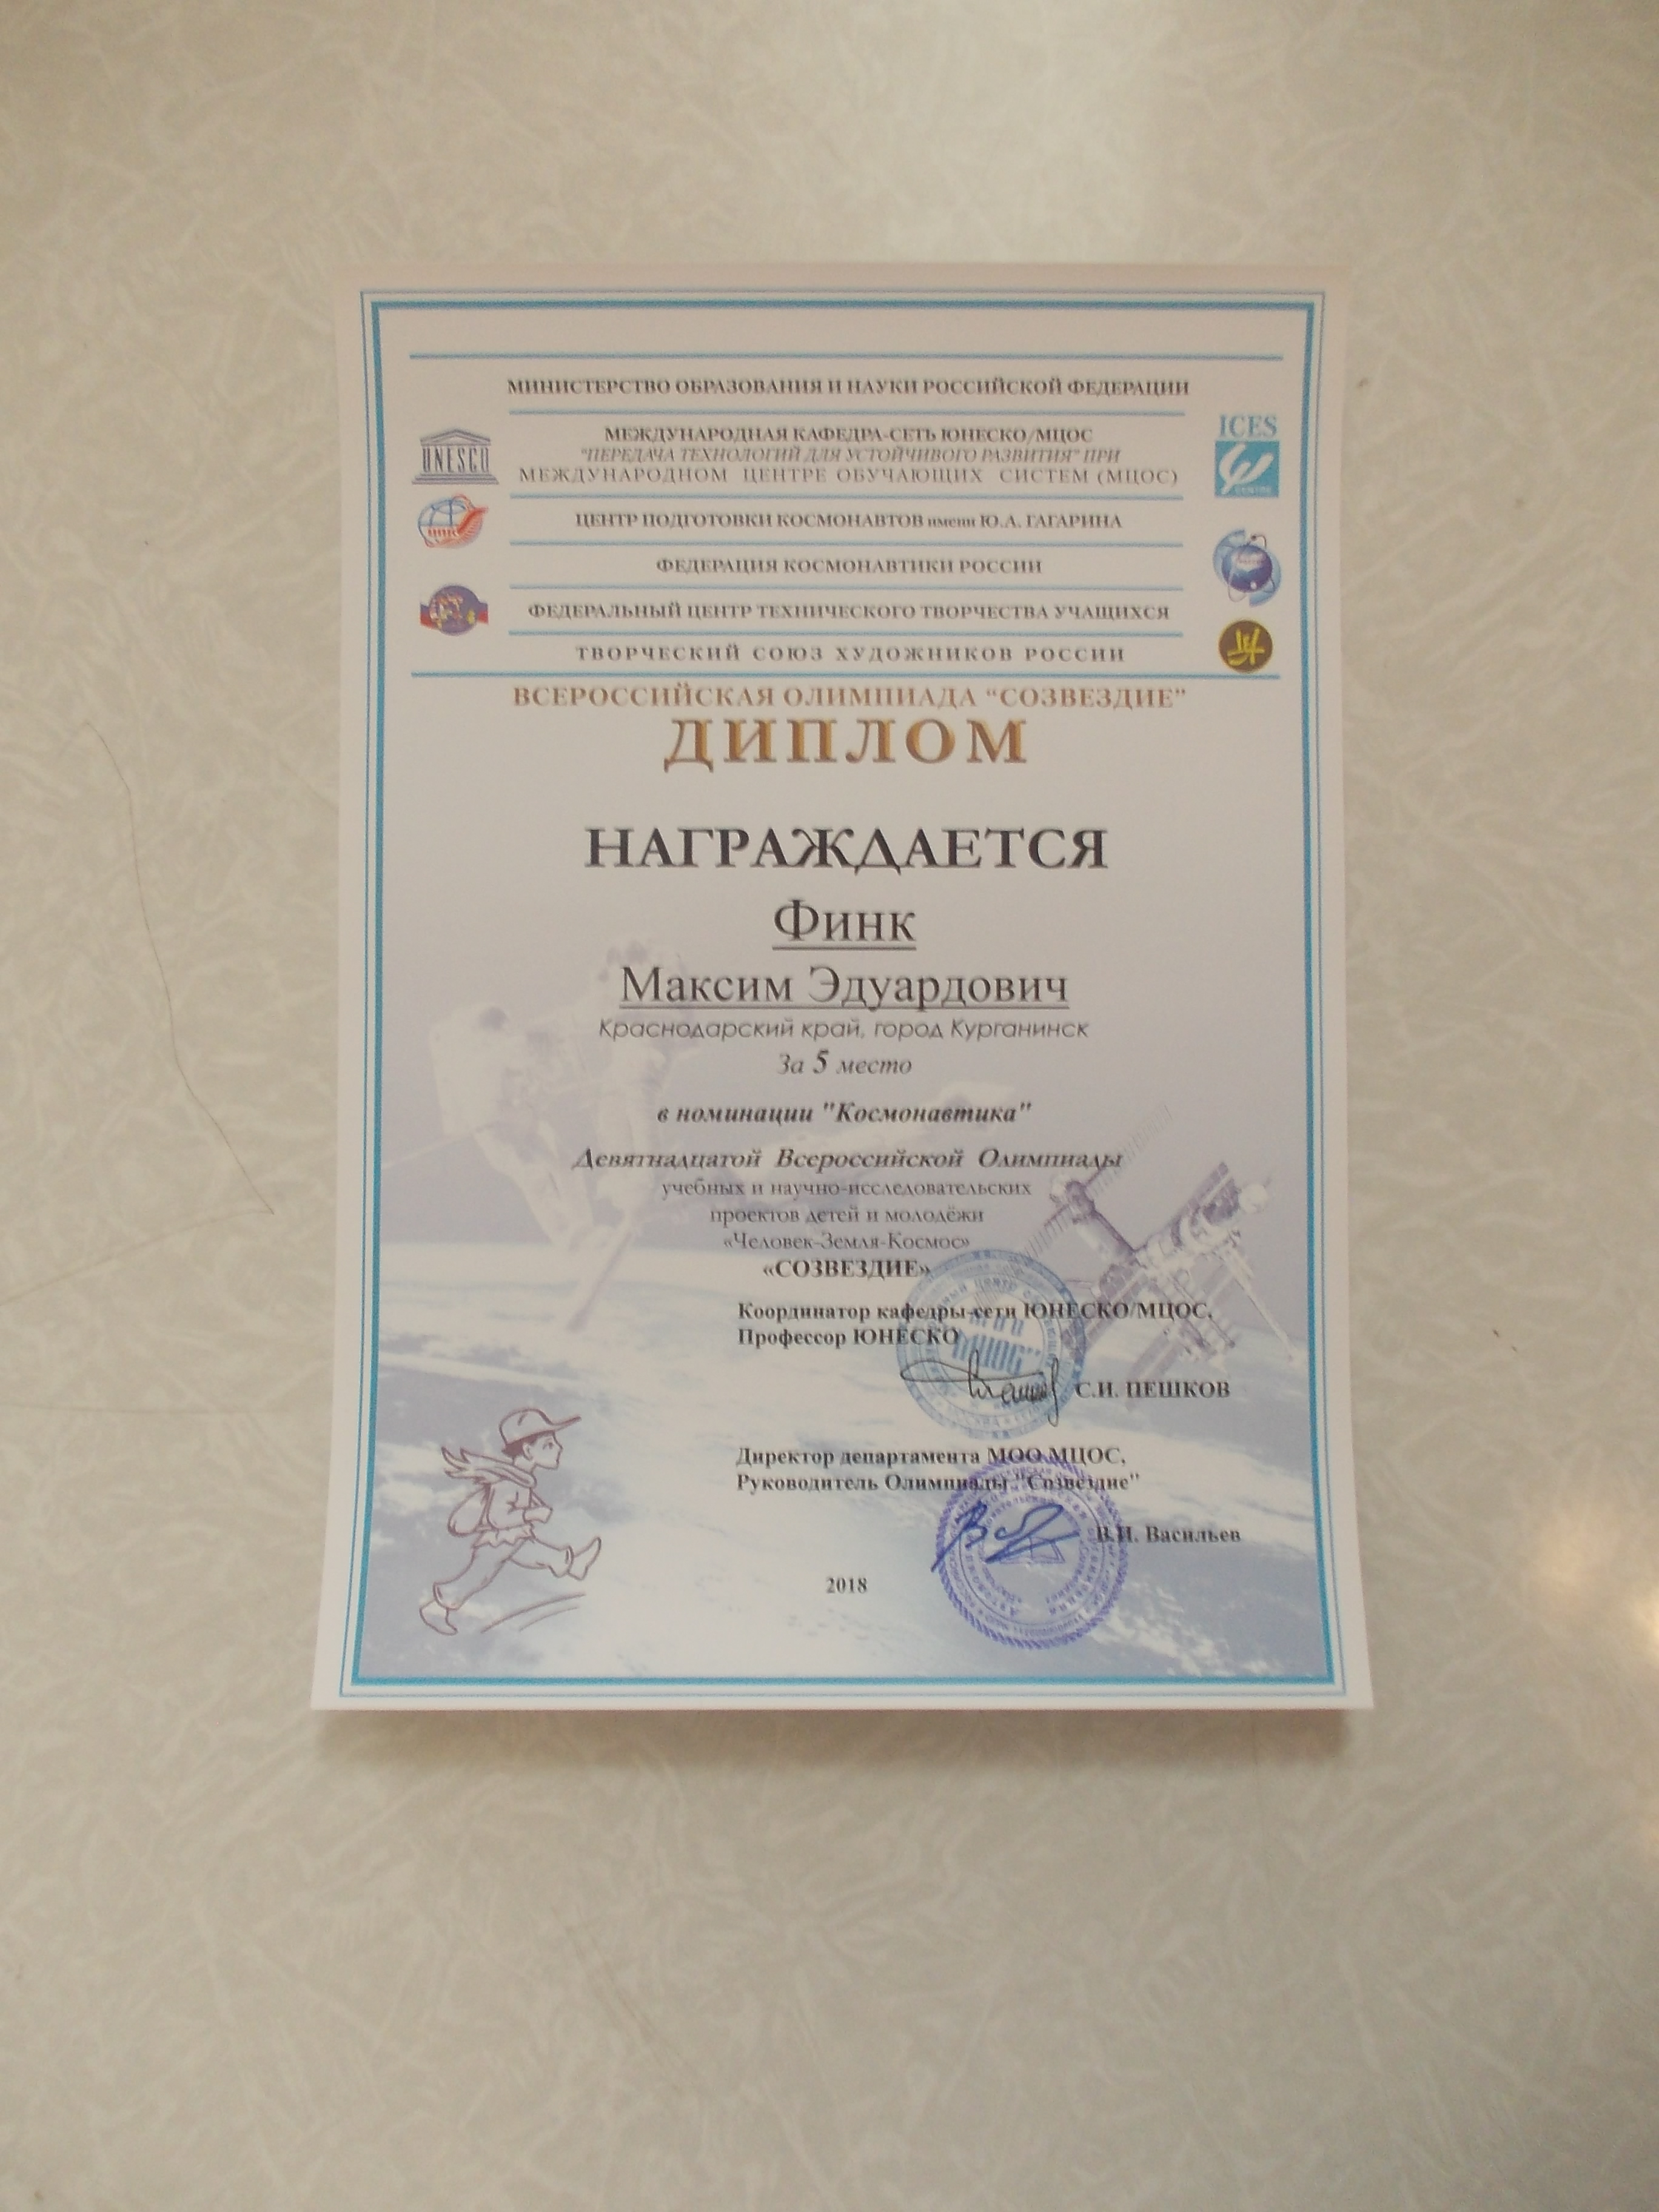 МИНИСТЕРСТВО ОБРАЗОВАНИЯ И НАУКИ РОССИЙСКОЙ ФЕДЕРАЦИИ
МЕЖДУНАРОДНАЯ КАФЕДРА-СЕТЬ ЮНЕСКО/МЦОС
"ПЕРЕДАЧА ТЕХНОЛОГИЙ ДЛЯ УСТОЙЧИВОГО РАЗВИТИЯ" ПРИ
МЕЖДУНАРОДНОМ ЦЕНТРЕ ОБУЧАЮЩИХ СИСТЕМ (МЦОС)
UNESCO
ICES
CENTRE
ЦЕНТР ПОДГОТОВКИ КОСМОНАВТОВ имени Ю.А. ГАГАРИНА
ЦПК
ФЕДЕРАЦИЯ КОСМОНАВТИКИ РОССИИ
ФЕДЕРАЛЬНЫЙ ЦЕНТР ТЕХНИЧЕСКОГО ТВОРЧЕСТВА УЧАЩИХСЯ
ТВОРЧЕСКИЙ СОЮЗ ХУДОЖНИКОВ РОССИИ
ВСЕРОССИЙСКАЯ ОЛИМПИАДА “СОЗВЕЗДИЕ”
ДИПЛОМ
НАГРАЖДАЕТСЯ
Финк
Максим Эдуардович
Краснодарский край, город Курганинск
За 5 место
в номинации "Космонавтика"
Девятнадцатой Всероссийской Олимпиады
учебных и научно-исследовательских
проектов детей и молодёжи
«Человек-Земля-Космос»
«СОЗВЕЗДИЕ»
Координатор кафедры-сети ЮНЕСКО/МЦОС,
Профессор ЮНЕСКО
С.И. ПЕШКОВ
Директор департамента МОО МЦОС,
Руководитель Олимпиады "Созвездие"
В.И. Васильев
2018